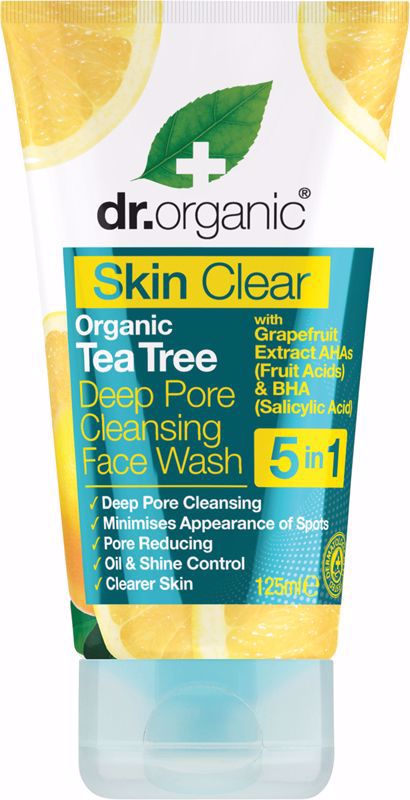 dr.organic®
Skin Clear
Organic
Tea Tree
Deep Pore
Cleansing
Face Wash
with
Grapefruit
Extract AHAs
(Fruit Acids)
& BHA
(Salicylic Acid)
5 in 1
✓ Deep Pore Cleansing
✓ Minimises Appearance of Spots
✓ Pore Reducing
✓ Oil & Shine Control
✓ Clearer Skin
125ml ℮